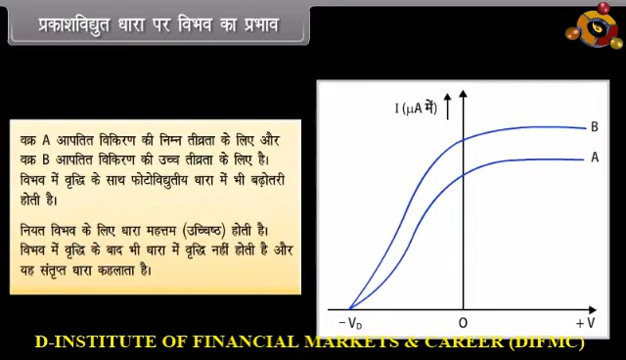 प्रकाशविद्युत धारा पर विभव का प्रभाव
वक्र A आपतित विकिरण की निम्न तीव्रता के लिए और
वक्र B आपतित विकिरण की उच्च तीव्रता के लिए है।
विभव में वृद्धि के साथ फोटोविद्युतीय धारा में भी बढ़ोतरी
होती है।
नियत विभव के लिए धारा महत्तम (उच्चिष्ठ) होती है।
विभव में वृद्धि के बाद भी धारा में वृद्धि नहीं होती है और
यह संतृप्त धारा कहलाता है।
I (μA में)
B
A
−V_D
O
+V
D-INSTITUTE OF FINANCIAL MARKETS & CAREER (DIFMC)